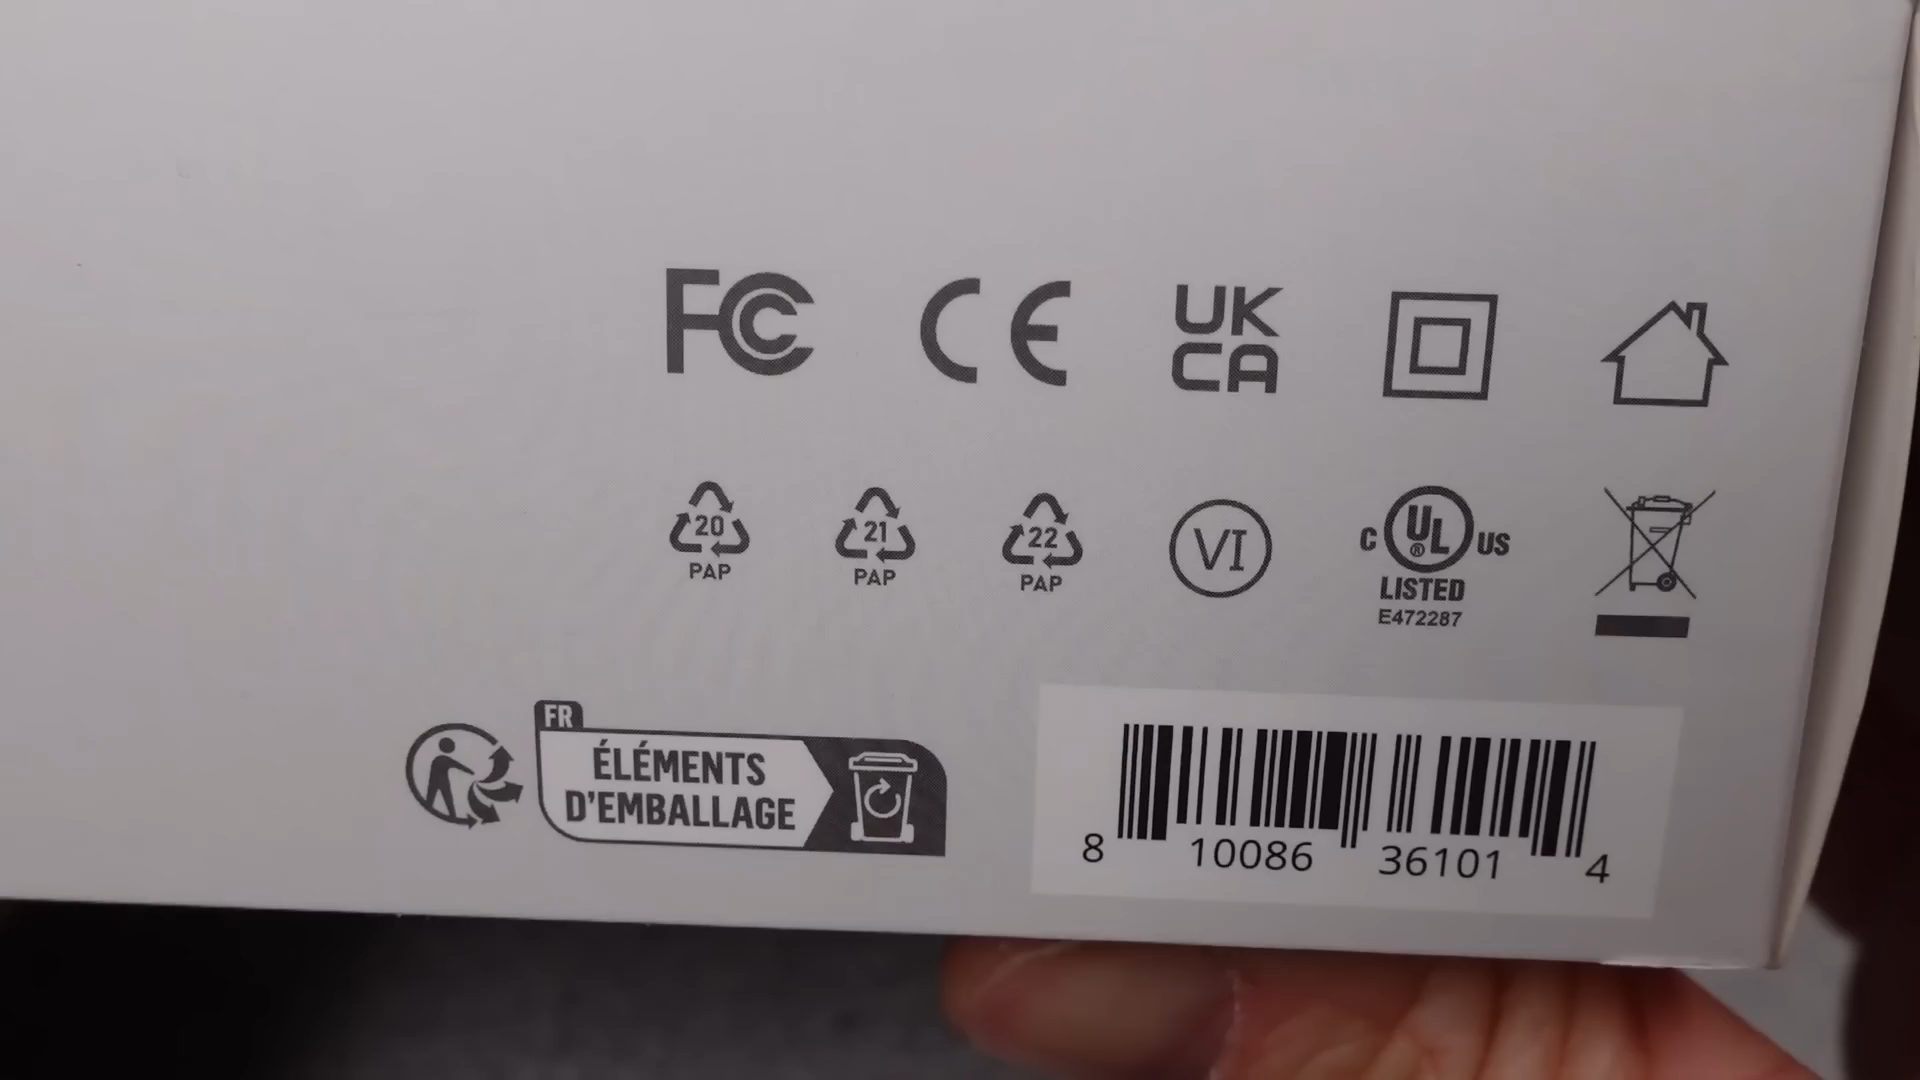 FC CE UK
CA
20 21 22 VI C UL® US
PAP PAP PAP LISTED
E472287
FR
ÉLÉMENTS
D'EMBALLAGE
8 10086 36101 4